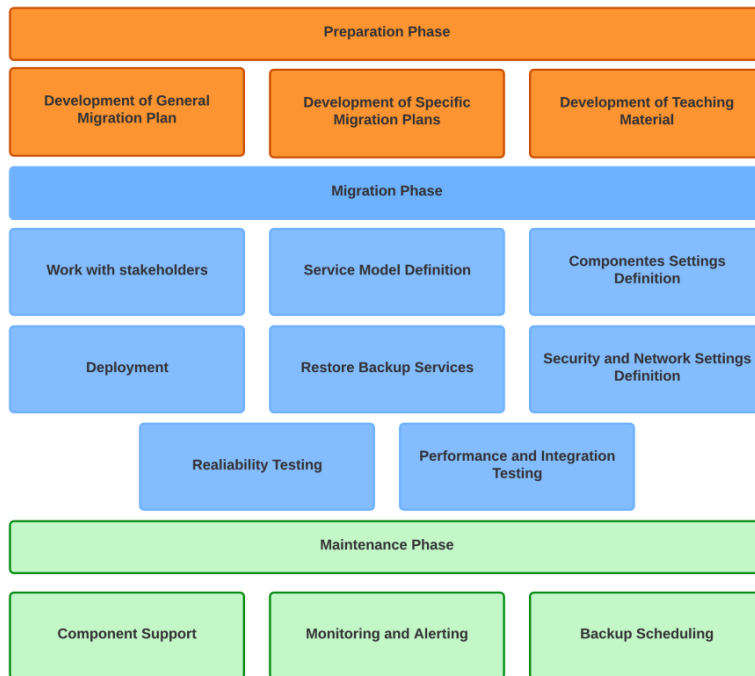 Preparation Phase
Development of General
Migration Plan
Development of Specific
Migration Plans
Development of Teaching
Material
Migration Phase
Work with stakeholders
Service Model Definition
Componentes Settings
Definition
Deployment
Restore Backup Services
Security and Network Settings
Definition
Realiability Testing
Performance and Integration
Testing
Maintenance Phase
Component Support
Monitoring and Alerting
Backup Scheduling